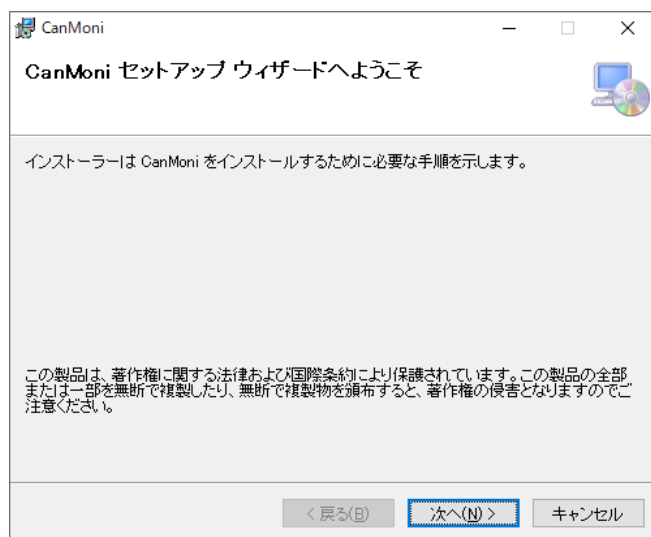 CanMoni
CanMoni セットアップ ウィザードへようこそ
インストーラーは CanMoni をインストールするために必要な手順を示します。
この製品は、著作権に関する法律および国際条約により保護されています。この製品の全部
または一部を無断で複製したり、無断で複製物を頒布すると、著作権の侵害となりますのでご
注意ください。
< 戻る(B) 次へ(N) > キャンセル